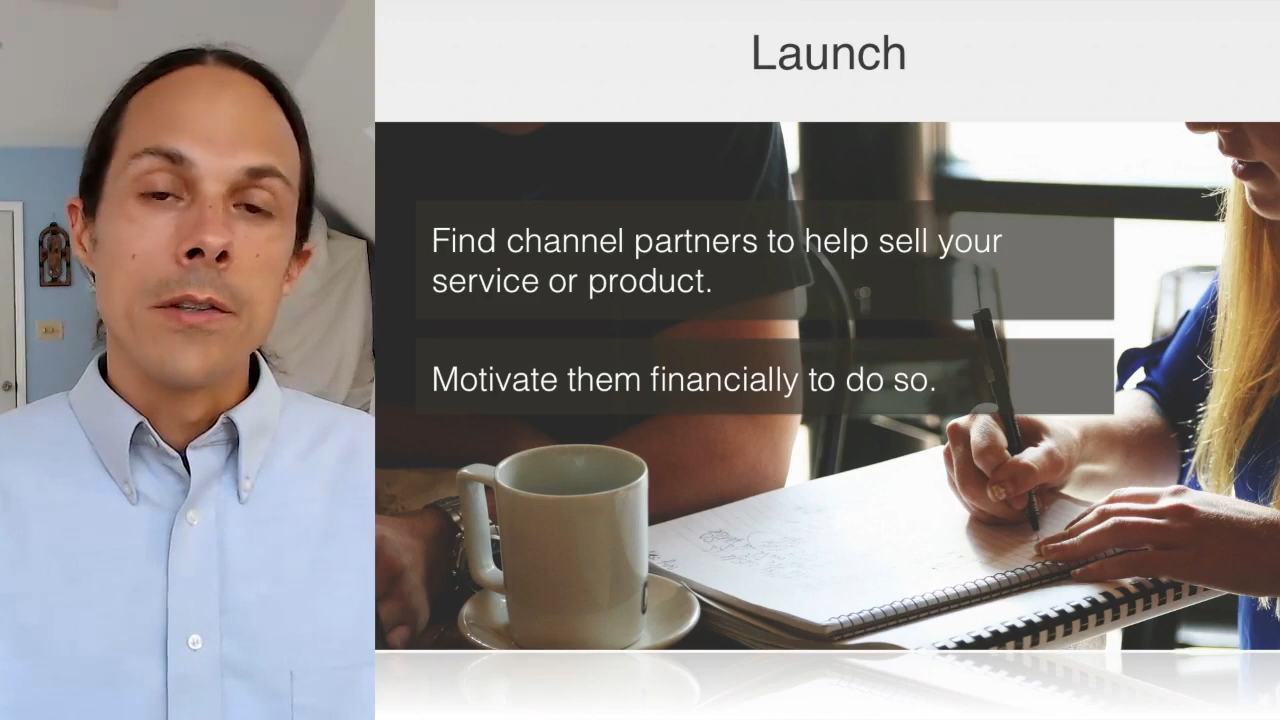 Launch
Find channel partners to help sell your
service or product.
Motivate them financially to do so.